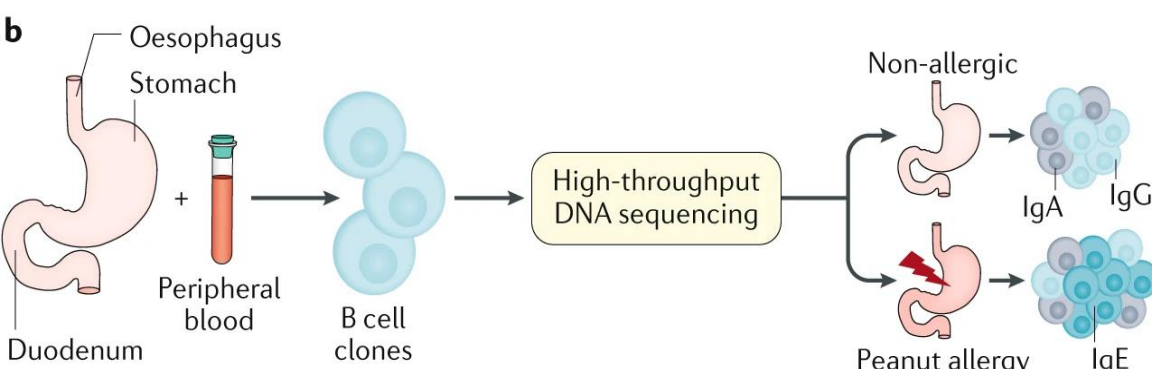 b
Oesophagus
Stomach
Duodenum
+
Peripheral
blood
B cell
clones
High-throughput
DNA sequencing
Non-allergic
IgA
IgG
Peanut allergy
IgE